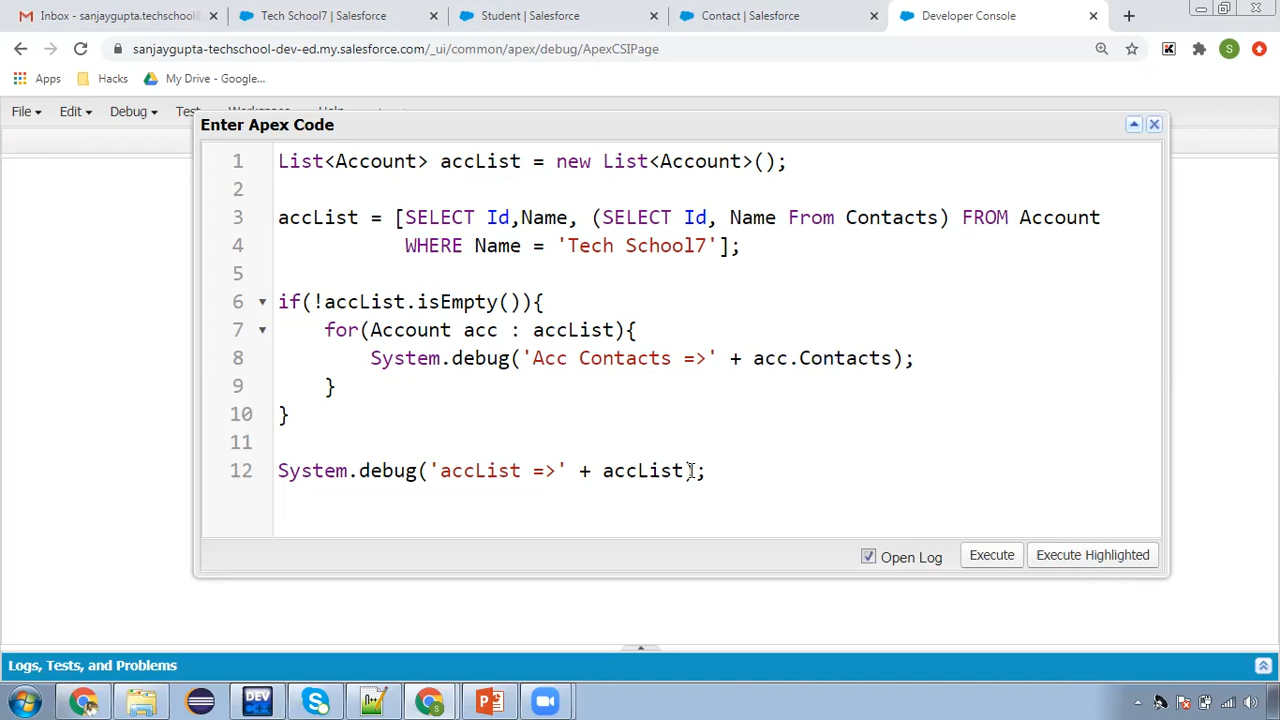 Inbox - sanjaygupta.techschool
Tech School7 | Salesforce
Student | Salesforce
Contact | Salesforce
Developer Console
sanjaygupta-techschool-dev-ed.my.salesforce.com/_ui/common/apex/debug/ApexCSIPage
S
Apps
Hacks
My Drive - Google...
File
Edit
Debug
Test
Enter Apex Code
1 List<Account> accList = new List<Account>();
2
3 accList = [SELECT Id,Name, (SELECT Id, Name From Contacts) FROM Account
4 WHERE Name = 'Tech School7'];
5
6 if(!accList.isEmpty()){
7 for(Account acc : accList){
8 System.debug('Acc Contacts =>' + acc.Contacts);
9 }
10 }
11
12 System.debug('accList =>' + accList);
Open Log
Execute
Execute Highlighted
Logs, Tests, and Problems
DEV